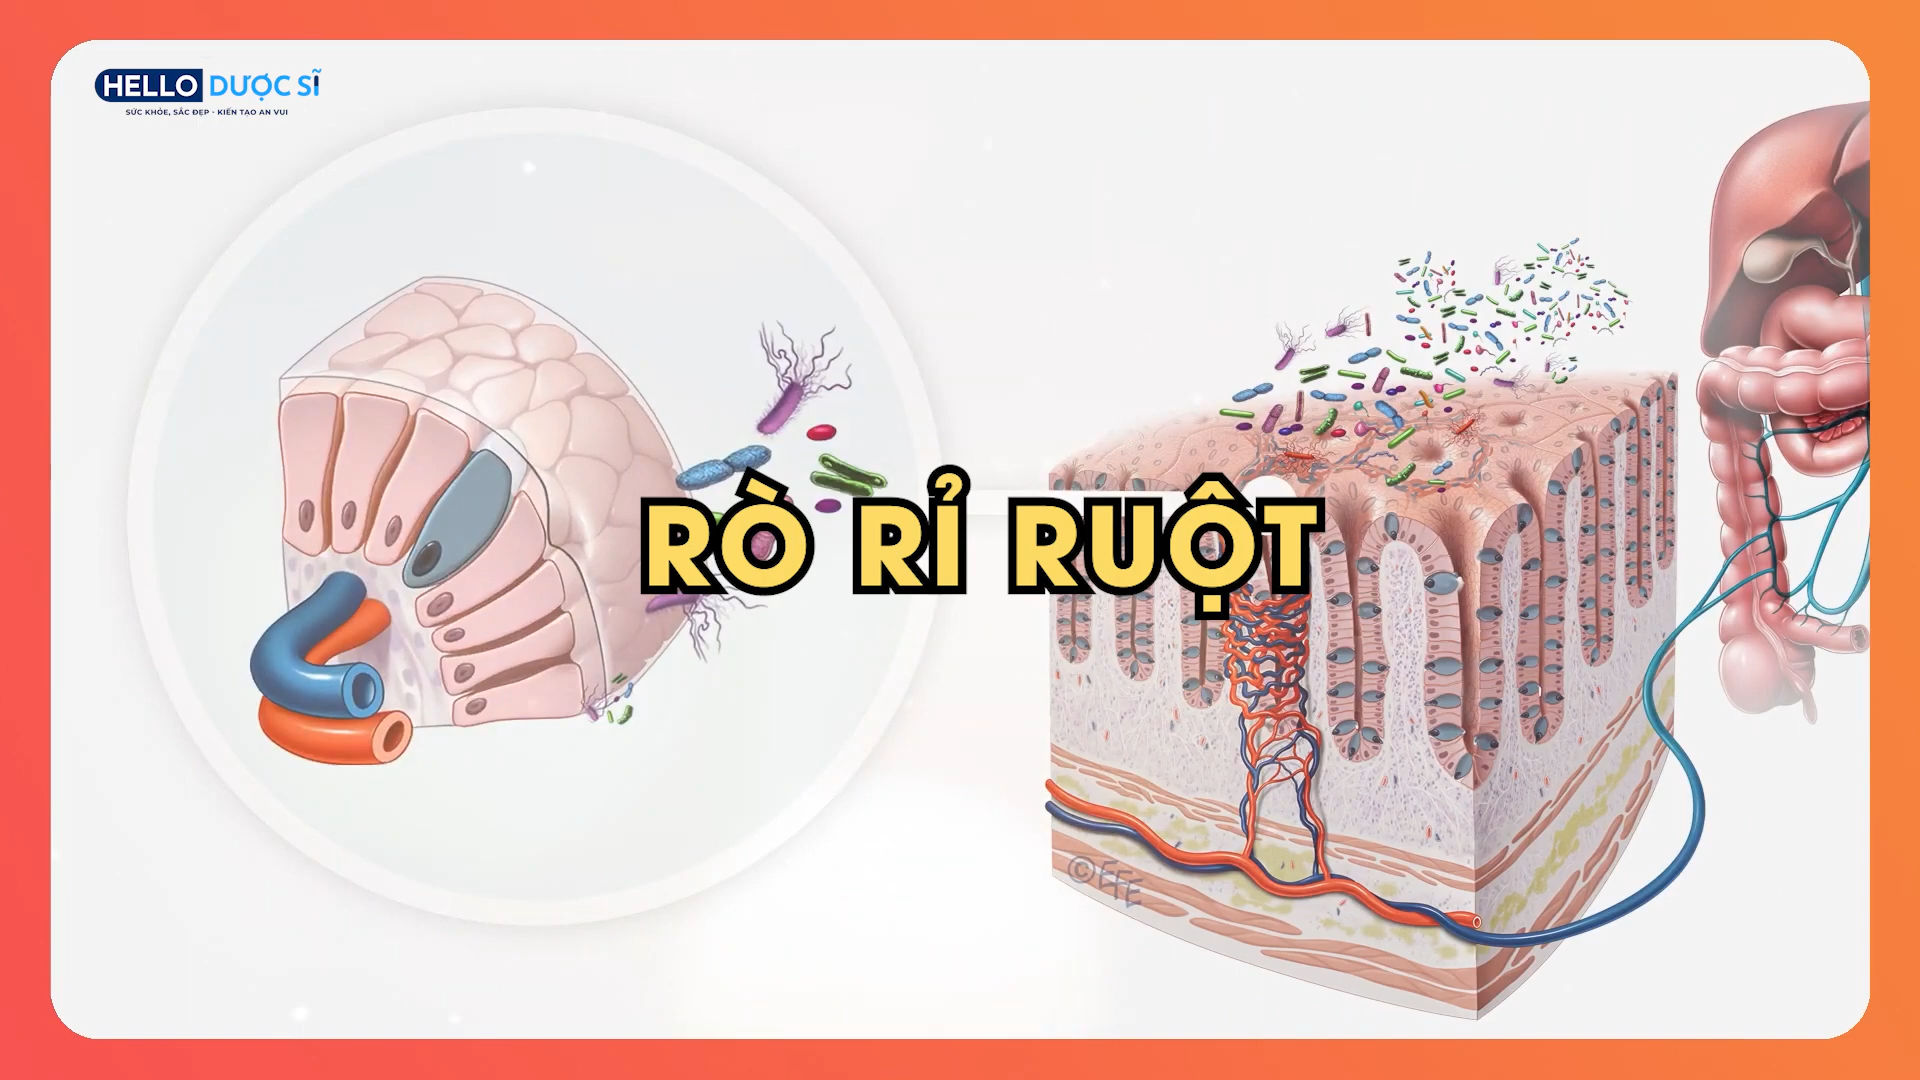 HELLO DƯỢC SĨ
SỨC KHỎE, SẮC ĐẸP - KIẾN TẠO AN VUI
RÒ RỈ RUỘT
©EFE